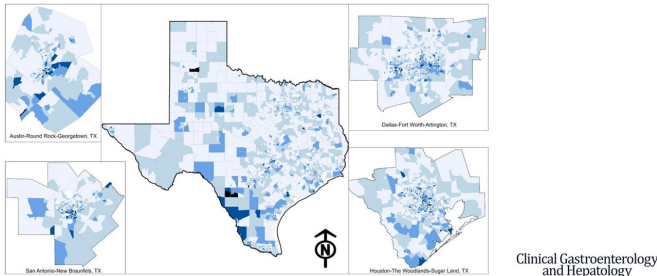 Austin-Round Rock-Georgetown, TX
Dallas-Fort Worth-Arlington, TX
San Antonio-New Braunfels, TX
Houston-The Woodlands-Sugar Land, TX
N
Clinical Gastroenterology
and Hepatology